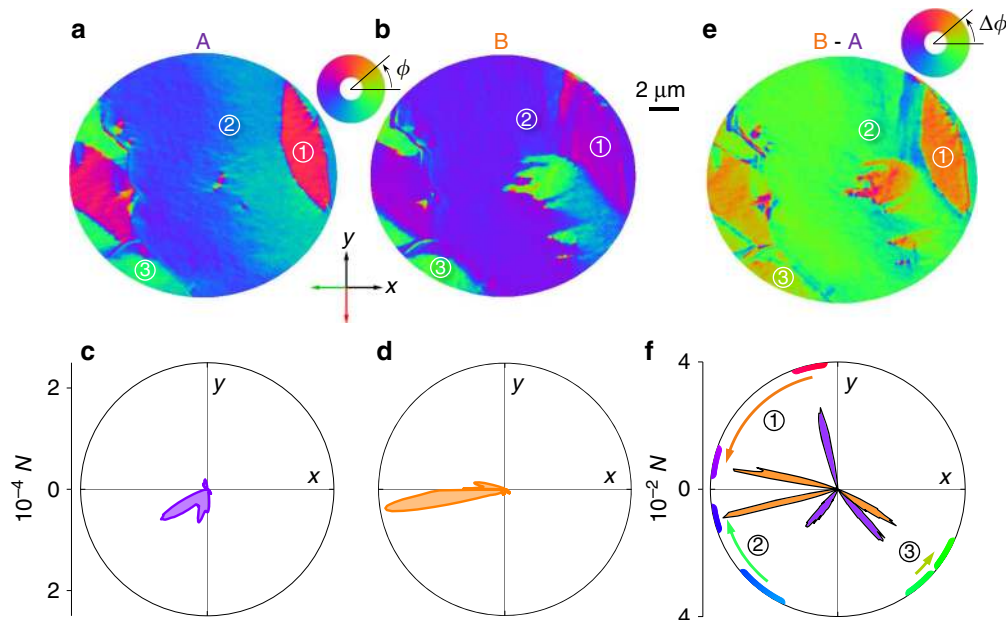 a
A
b
B
e
B - A
ϕ
Δϕ
2 µm
②
①
③
②
①
③
②
①
③
y
x
c
d
f
2
0
2
10⁻⁴ N
y
x
y
x
4
0
4
10⁻² N
y
x
①
②
③